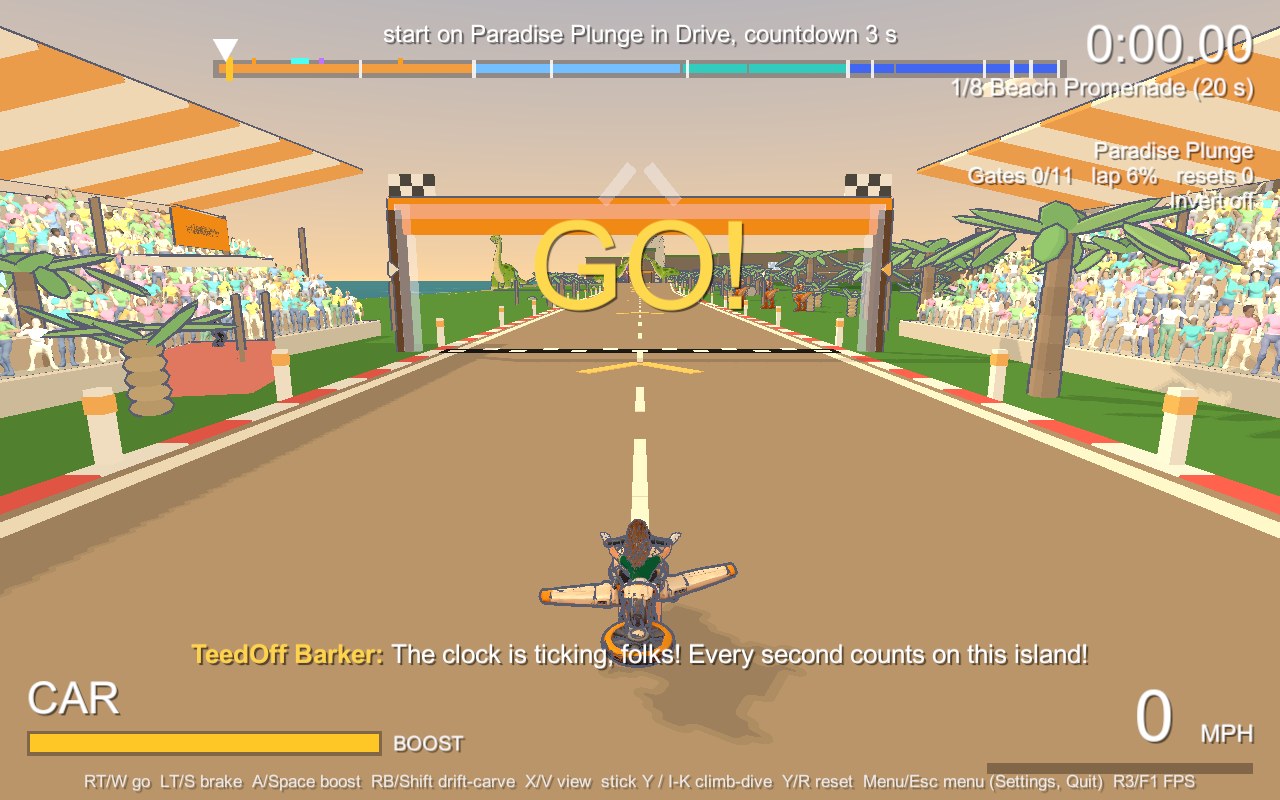 start on Paradise Plunge in Drive, countdown 3 s
0:00.00
1/8 Beach Promenade (20 s)
Paradise Plunge
Gates 0/11 lap 6% resets 0
Invert off
GO!
TeedOff Barker: The clock is ticking, folks! Every second counts on this island!
CAR
BOOST
0 MPH
RT/W go LT/S brake A/Space boost RB/Shift drift-carve X/V view stick Y / I-K climb-dive Y/R reset Menu/Esc menu (Settings, Quit) R3/F1 FPS